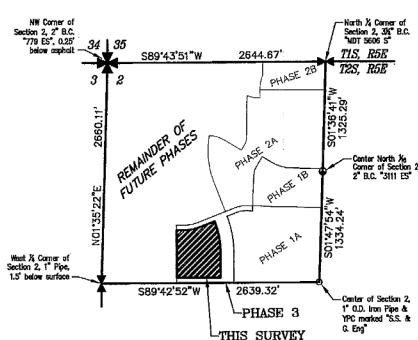 NW Corner of
Section 2, 2" B.C.
"779 ES", 0.25'
below asphalt
34 35
3 2
S89°43'51"W 2644.67'
North ¼ Corner of
Section 2, 3¼" B.C.
"MDT 5606 S"
T1S, R5E
T2S, R5E
PHASE 2B
S01°36'41"W
1325.29'
2660.11'
N01°35'22"E
REMAINDER OF
FUTURE PHASES
PHASE 2A
Center North 1/16
Corner of Section 2
2" B.C. "3111 ES"
PHASE 1B
S01°47'54"W
1334.24'
PHASE 1A
West ¼ Corner of
Section 2, 1" Pipe,
1.5' below surface
S89°42'52"W 2639.32'
PHASE 3
THIS SURVEY
Center of Section 2,
1" O.D. Iron Pipe &
YPC marked "S.S. &
G. Eng"